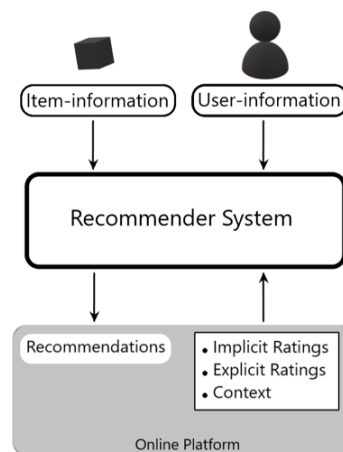 Item-information
User-information
Recommender System
Recommendations
• Implicit Ratings
• Explicit Ratings
• Context
Online Platform